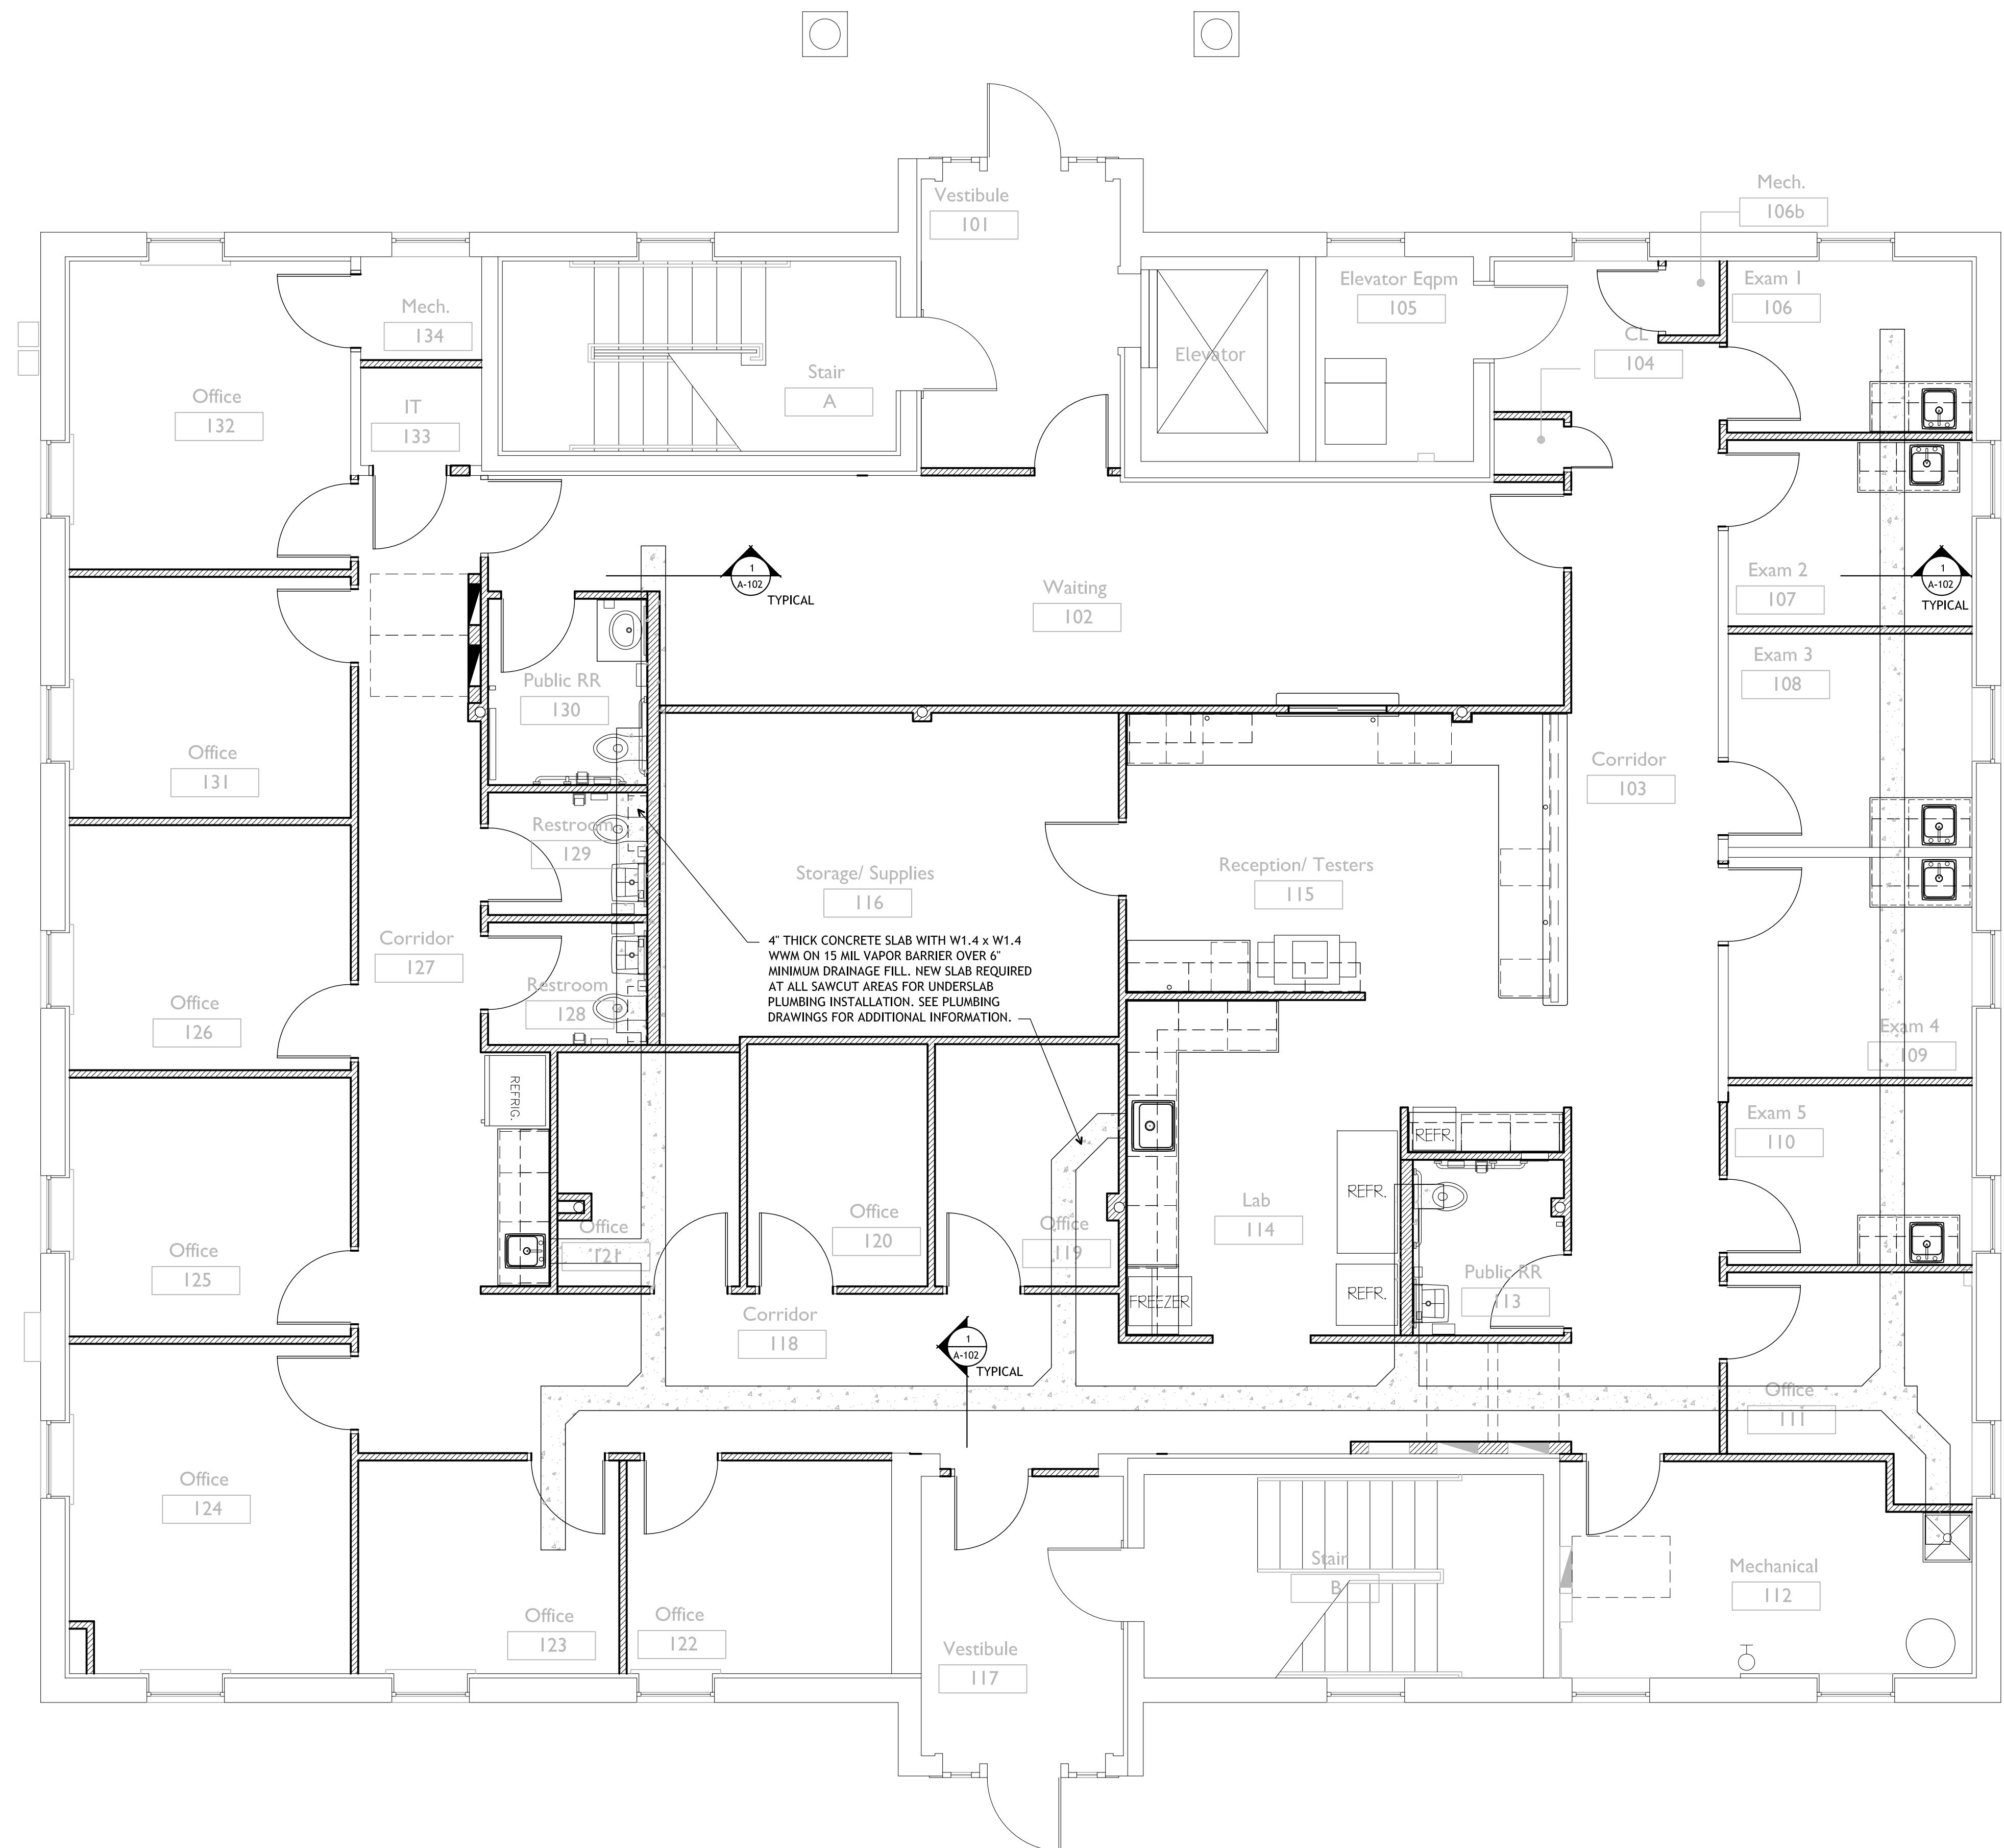 Mech.
106b
Vestibule
101
Elevator Eqpm
105
Exam 1
106
Mech.
134
CL
104
Elevator
Stair
A
Office
132
IT
133
1
A-102
TYPICAL
Waiting
102
Exam 2
107
1
A-102
TYPICAL
Public RR
130
Exam 3
108
Office
131
Corridor
103
Restroom
129
Storage/ Supplies
116
Reception/ Testers
115
Corridor
127
4" THICK CONCRETE SLAB WITH W1.4 x W1.4
WWM ON 15 MIL VAPOR BARRIER OVER 6"
MINIMUM DRAINAGE FILL. NEW SLAB REQUIRED
AT ALL SAWCUT AREAS FOR UNDERSLAB
PLUMBING INSTALLATION. SEE PLUMBING
DRAWINGS FOR ADDITIONAL INFORMATION.
Office
126
Restroom
128
Exam 4
109
REFRIG.
Exam 5
110
REFR.
REFR.
Office
125
Office
121
Office
120
Office
119
Lab
114
REFR.
FREEZER
Public RR
113
Corridor
118
1
A-102
TYPICAL
Office
111
Office
124
Office
123
Office
122
Vestibule
117
Stair
B
Mechanical
112